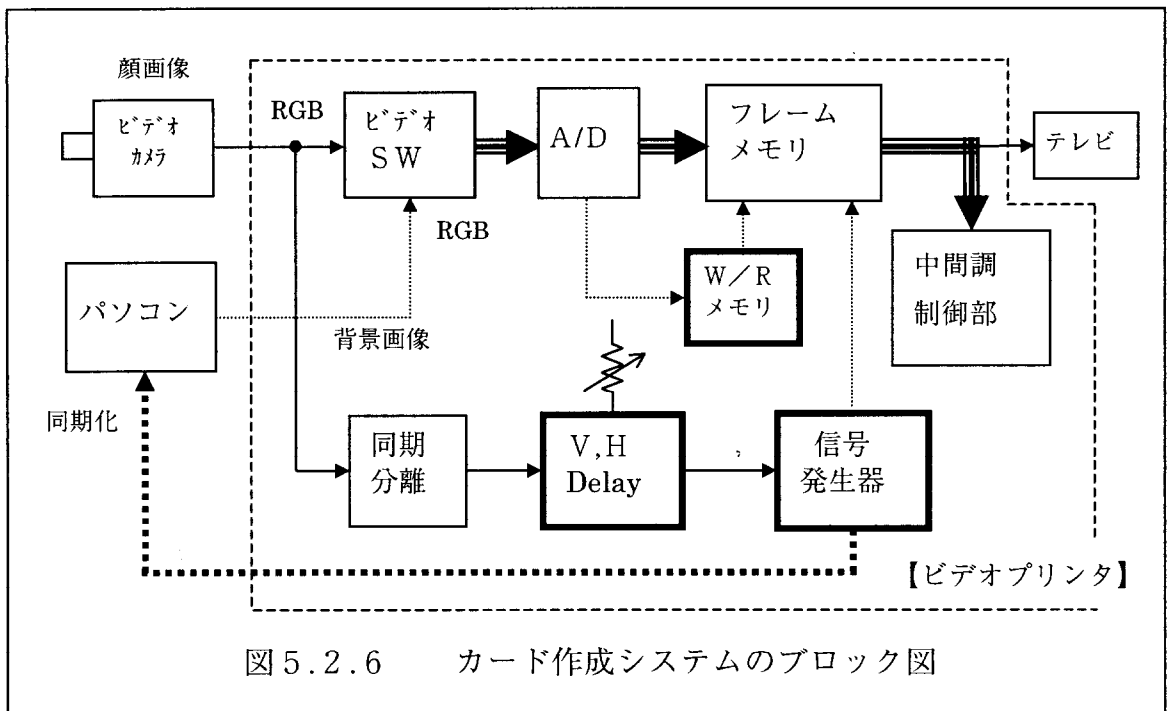 顔画像
ビデオ
カメラ
RGB
ビデオ
SW
A/D
フレーム
メモリ
テレビ
RGB
パソコン
背景画像
W/R
メモリ
中間調
制御部
同期化
同期
分離
V,H
Delay
信号
発生器
【ビデオプリンタ】
図5.2.6 カード作成システムのブロック図